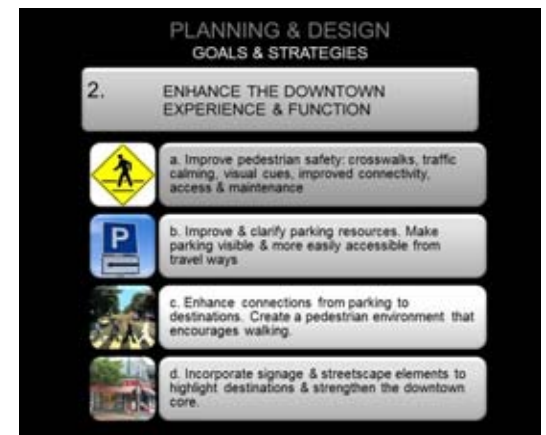 PLANNING & DESIGN
GOALS & STRATEGIES
2. ENHANCE THE DOWNTOWN
EXPERIENCE & FUNCTION
a. Improve pedestrian safety: crosswalks, traffic
calming, visual cues, improved connectivity,
access & maintenance
P
b. Improve & clarify parking resources. Make
parking visible & more easily accessible from
travel ways
c. Enhance connections from parking to
destinations. Create a pedestrian environment that
encourages walking.
d. Incorporate signage & streetscape elements to
highlight destinations & strengthen the downtown
core.